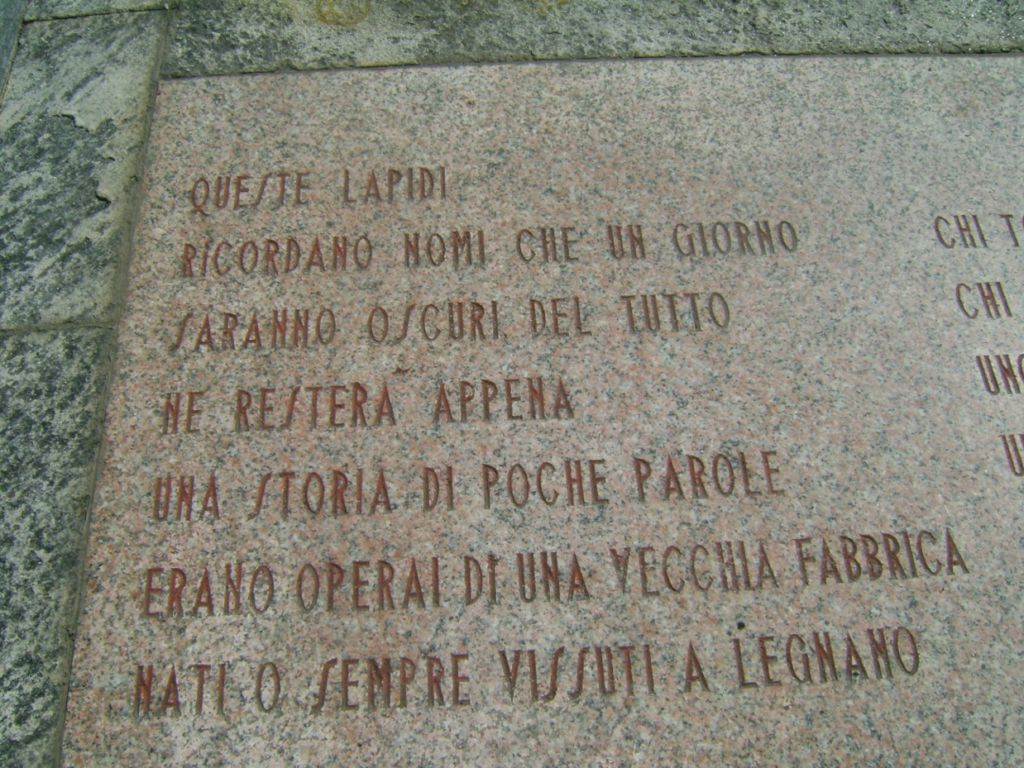 QUESTE LAPIDI
RICORDANO NOMI CHE UN GIORNO
SARANNO OSCURI DEL TUTTO
NE RESTERÀ APPENA
UNA STORIA DI POCHE PAROLE
ERANO OPERAI DI UNA VECCHIA FABBRICA
NATI O SEMPRE VISSUTI A LEGNANO
CHI
CHI